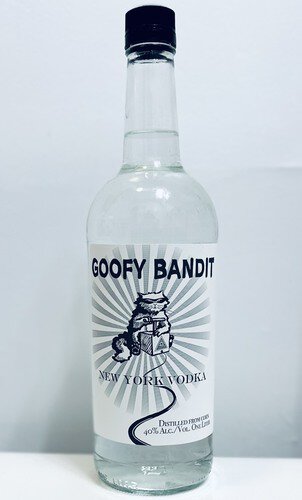 GOOFY BANDIT
NEW YORK VODKA
DISTILLED FROM CORN
40% ALC./VOL. ONE LITER